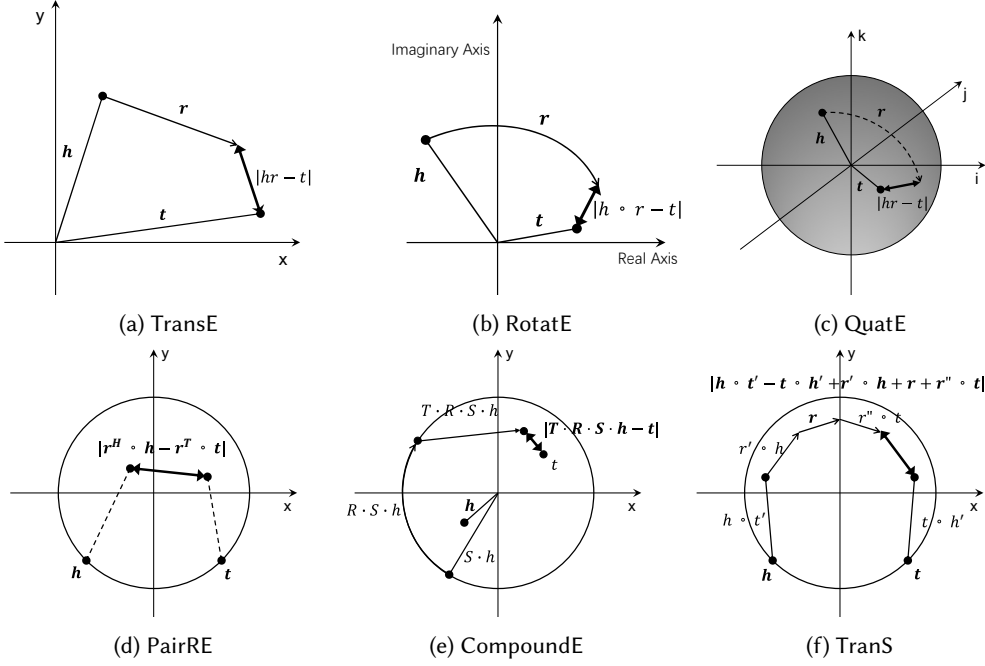 y
h
r
|hr − t|
t
x
(a) TransE
Imaginary Axis
r
h
|h ∘ r − t|
t
Real Axis
(b) RotatE
k
j
r
h
i
t
|hr − t|
(c) QuatE
y
|r^H ∘ h − r^T ∘ t|
x
h
t
(d) PairRE
y
T · R · S · h
|T · R · S · h − t|
t
R · S · h
h
x
S · h
(e) CompoundE
y
|h ∘ t′ − t ∘ h′ + r′ ∘ h + r + r″ ∘ t|
r
r″ ∘ t
r′ ∘ h
x
h ∘ t′
t ∘ h′
h
t
(f) TranS